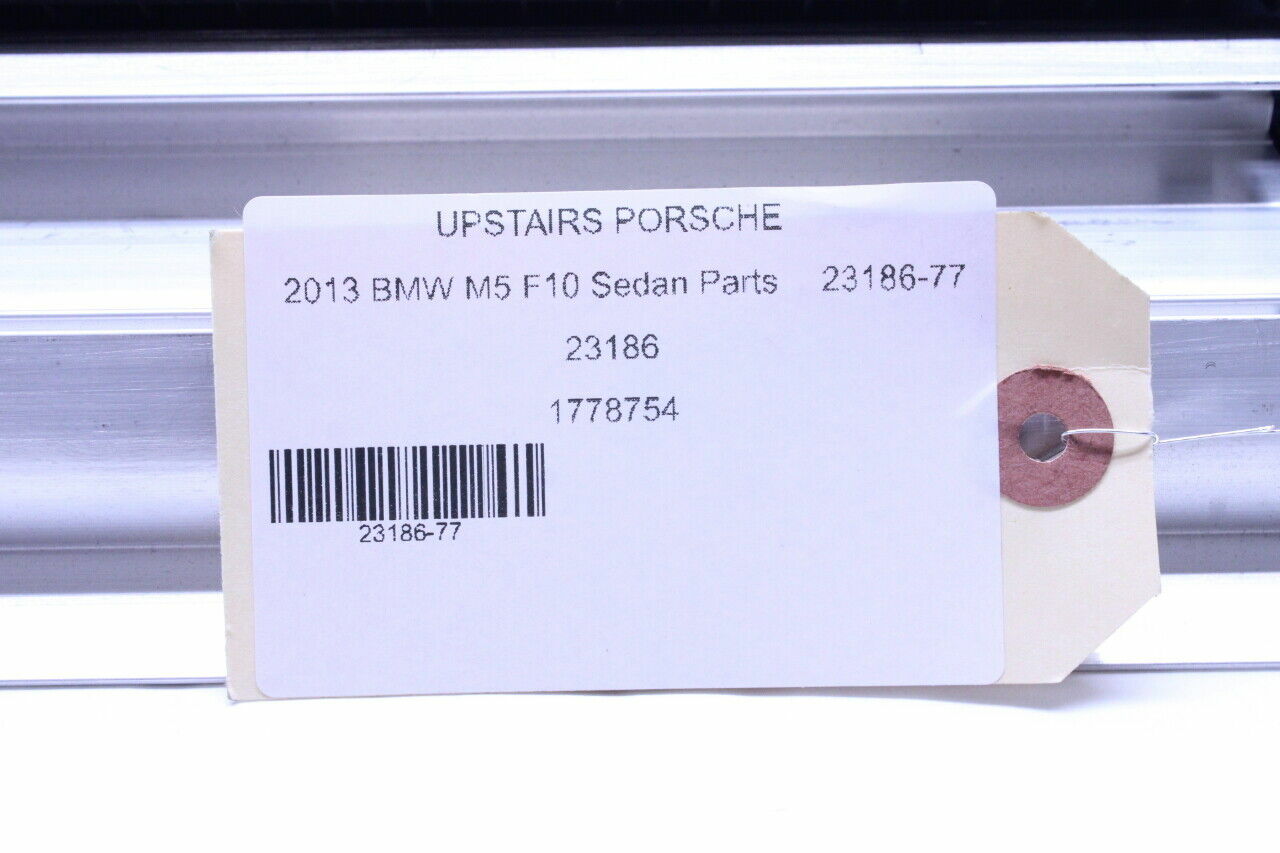 UPSTAIRS PORSCHE
2013 BMW M5 F10 Sedan Parts 23186-77
23186
1778754
23186-77